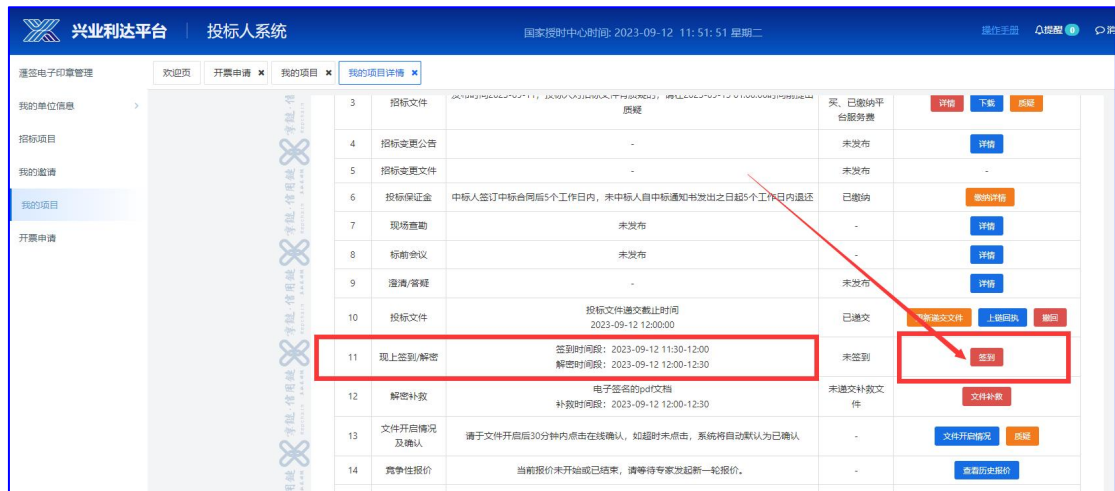 兴业利达平台 投标人系统 国家授时中心时间: 2023-09-12 11:51:51 星期二 操作手册 提醒 0
滙签电子印章管理 欢迎页 开票申请 × 我的项目 × 我的项目详情 ×
我的单位信息
招标项目
我的邀请
我的项目
开票申请
3 招标文件 质疑 买、已缴纳平台服务费 详情 下载 质疑
4 招标变更公告 - 未发布 详情
5 招标变更文件 - 未发布 -
6 投标保证金 中标人签订中标合同后5个工作日内，未中标人自中标通知书发出之日起5个工作日内退还 已缴纳 缴纳详情
7 现场查勘 未发布 - 详情
8 标前会议 未发布 - 详情
9 澄清/答疑 - 未发布 详情
10 投标文件 投标文件递交截止时间
2023-09-12 12:00:00 已递交 新递交文件 上链回执 撤回
11 现上签到/解密 签到时间段：2023-09-12 11:30-12:00
解密时间段：2023-09-12 12:00-12:30 未签到 签到
12 解密补救 电子签名的pdf文档
补救时间段：2023-09-12 12:00-12:30 未递交补救文件 文件补救
13 文件开启情况及确认 请于文件开启后30分钟内点击在线确认，如超时未点击，系统将自动默认为已确认 - 文件开启情况 质疑
14 竞争性报价 当前报价未开始或已结束，请等待专家发起新一轮报价。 - 查看历史报价